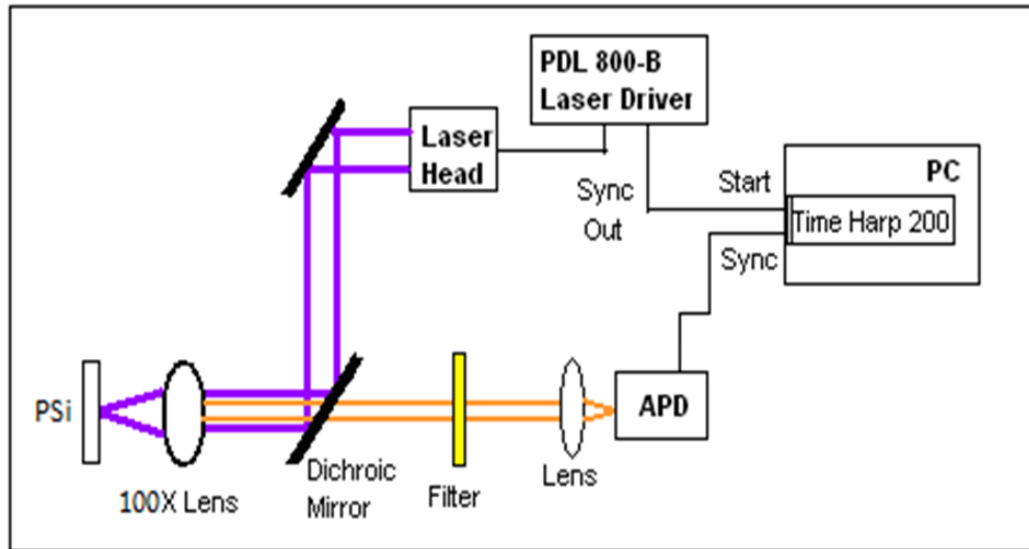 PDL 800-B
Laser Driver
Laser
Head
Sync
Out
Start
PC
Time Harp 200
Sync
PSi
100X Lens
Dichroic
Mirror
Filter
Lens
APD